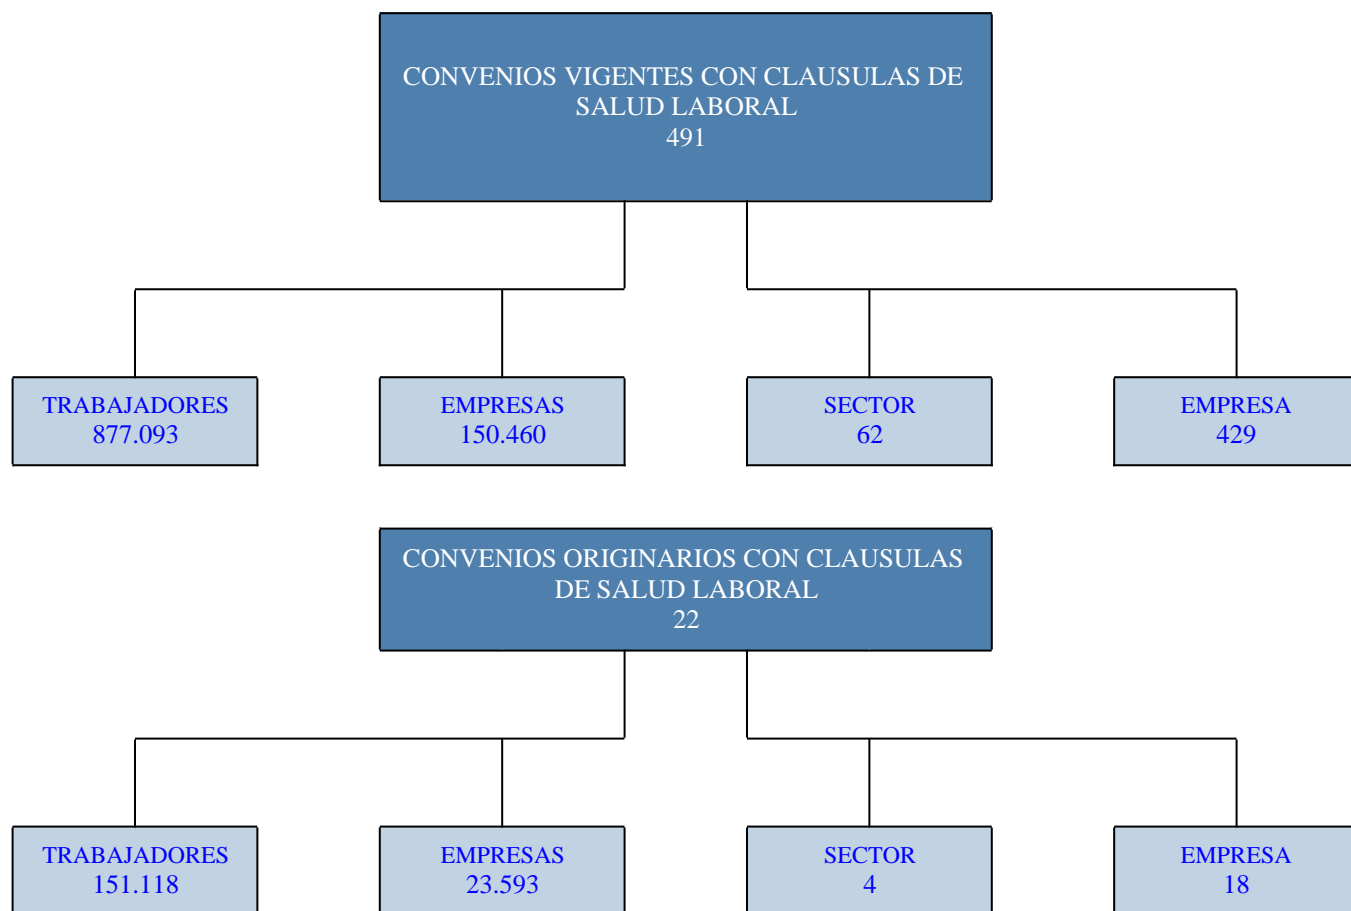 CONVENIOS VIGENTES CON CLAUSULAS DE
SALUD LABORAL
491
TRABAJADORES
877.093
EMPRESAS
150.460
SECTOR
62
EMPRESA
429
CONVENIOS ORIGINARIOS CON CLAUSULAS
DE SALUD LABORAL
22
TRABAJADORES
151.118
EMPRESAS
23.593
SECTOR
4
EMPRESA
18